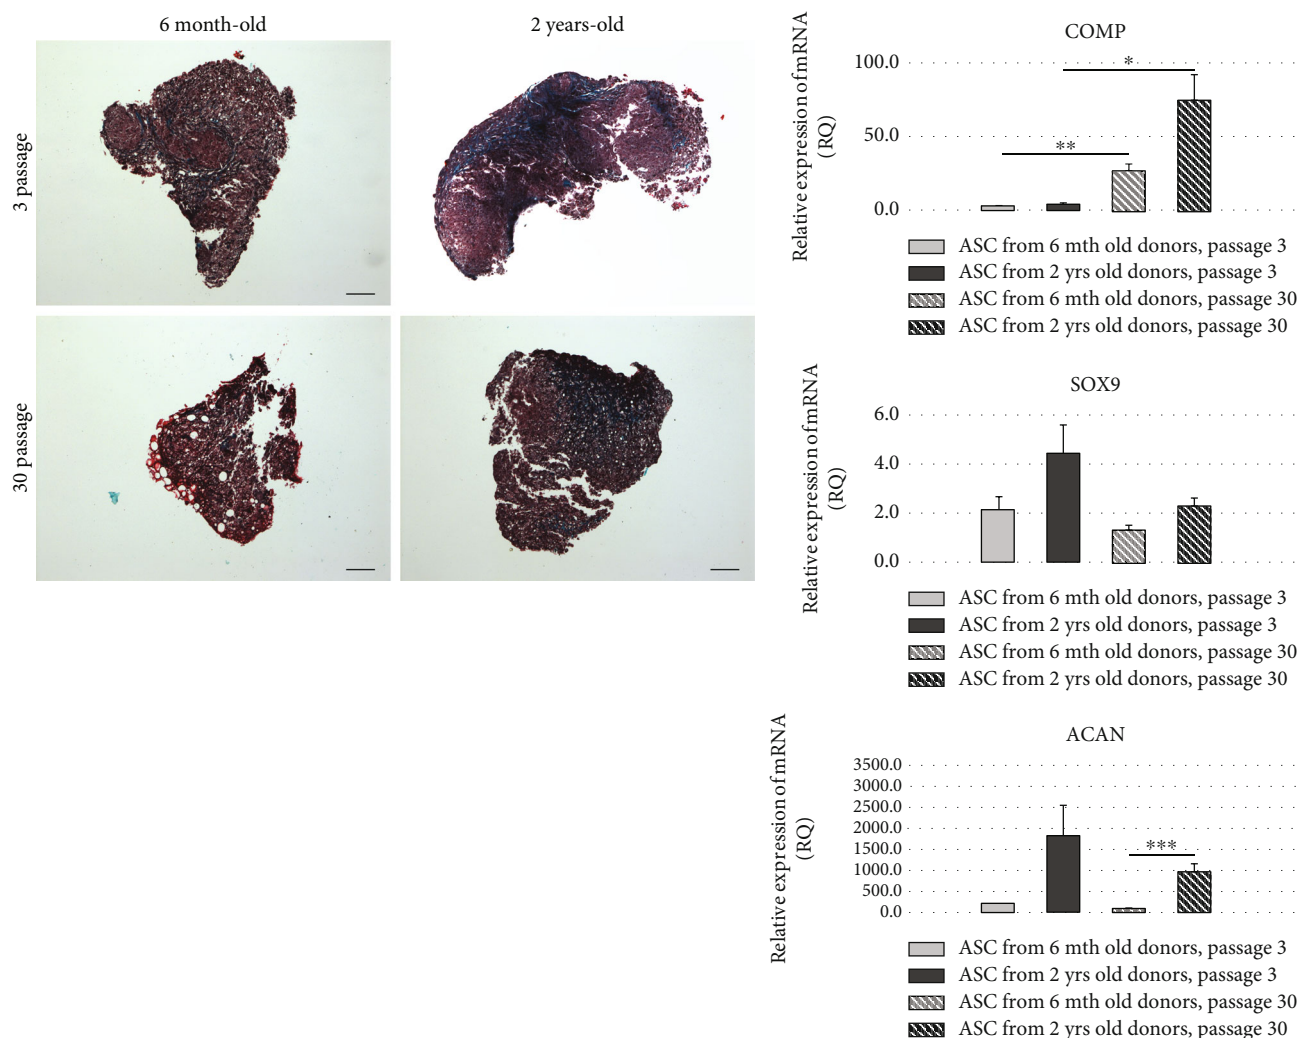 6 month-old
2 years-old
3 passage
30 passage
COMP
Relative expression of mRNA
(RQ)
100.0
50.0
0.0
*
**
ASC from 6 mth old donors, passage 3
ASC from 2 yrs old donors, passage 3
ASC from 6 mth old donors, passage 30
ASC from 2 yrs old donors, passage 30
SOX9
Relative expression of mRNA
(RQ)
6.0
4.0
2.0
0.0
ASC from 6 mth old donors, passage 3
ASC from 2 yrs old donors, passage 3
ASC from 6 mth old donors, passage 30
ASC from 2 yrs old donors, passage 30
ACAN
Relative expression of mRNA
(RQ)
3500.0
3000.0
2500.0
2000.0
1500.0
1000.0
500.0
0.0
***
ASC from 6 mth old donors, passage 3
ASC from 2 yrs old donors, passage 3
ASC from 6 mth old donors, passage 30
ASC from 2 yrs old donors, passage 30